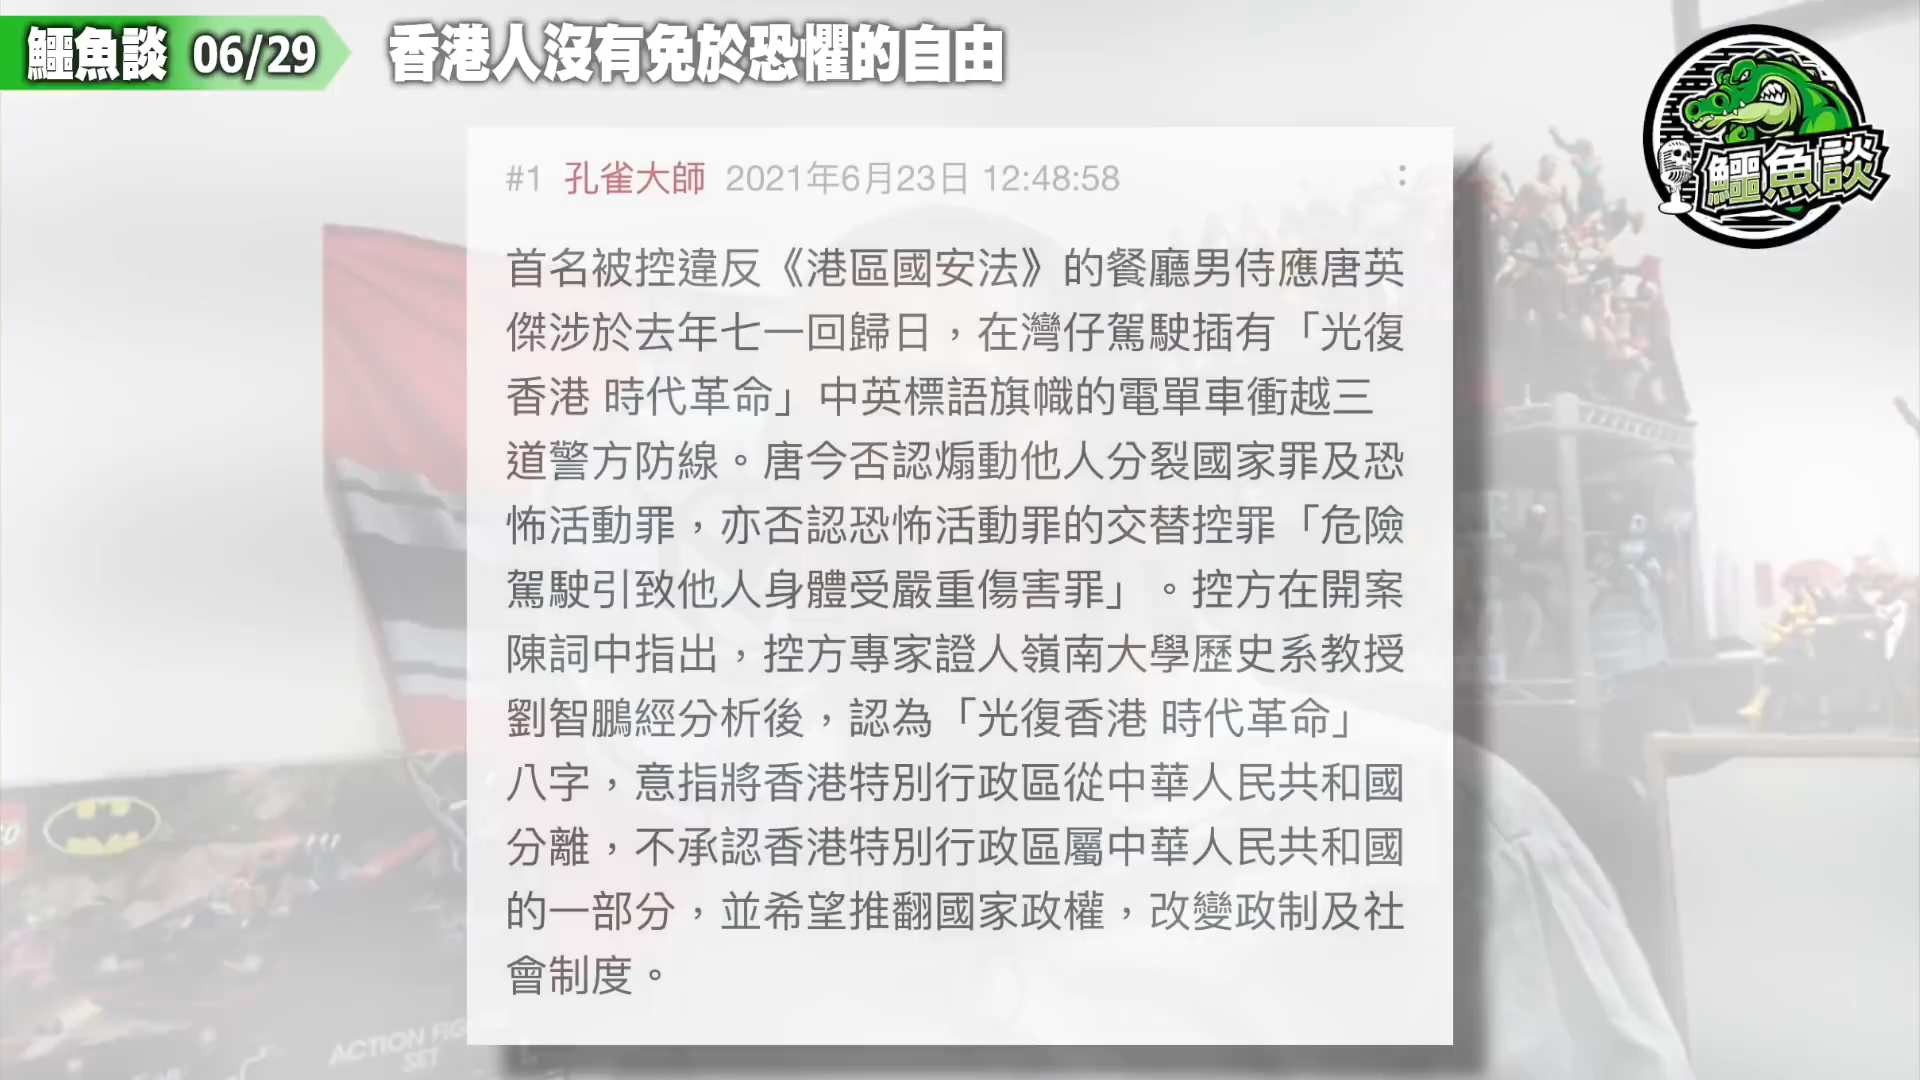 鱷魚談 06/29 香港人沒有免於恐懼的自由
鱷魚談
#1 孔雀大師 2021年6月23日 12:48:58
首名被控違反《港區國安法》的餐廳男侍應唐英
傑涉於去年七一回歸日，在灣仔駕駛插有「光復
香港 時代革命」中英標語旗幟的電單車衝越三
道警方防線。唐今否認煽動他人分裂國家罪及恐
怖活動罪，亦否認恐怖活動罪的交替控罪「危險
駕駛引致他人身體受嚴重傷害罪」。控方在開案
陳詞中指出，控方專家證人嶺南大學歷史系教授
劉智鵬經分析後，認為「光復香港 時代革命」
八字，意指將香港特別行政區從中華人民共和國
分離，不承認香港特別行政區屬中華人民共和國
的一部分，並希望推翻國家政權，改變政制及社
會制度。
ACTION
SET